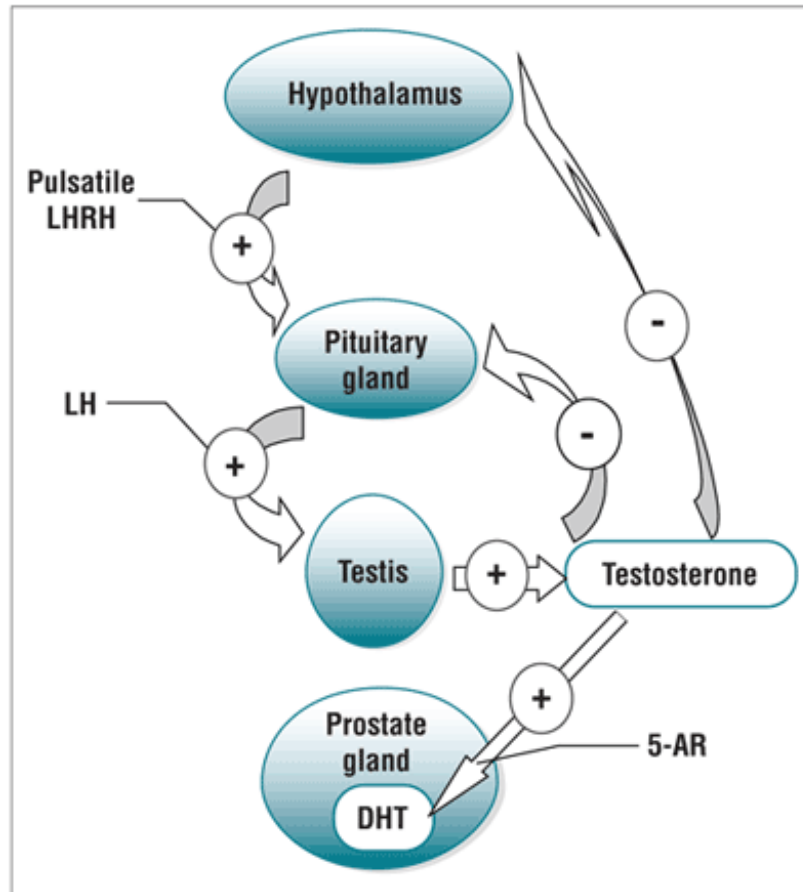 Hypothalamus
Pulsatile
LHRH
+
-
Pituitary
gland
LH
-
+
Testis
+
Testosterone
+
Prostate
gland
5-AR
DHT